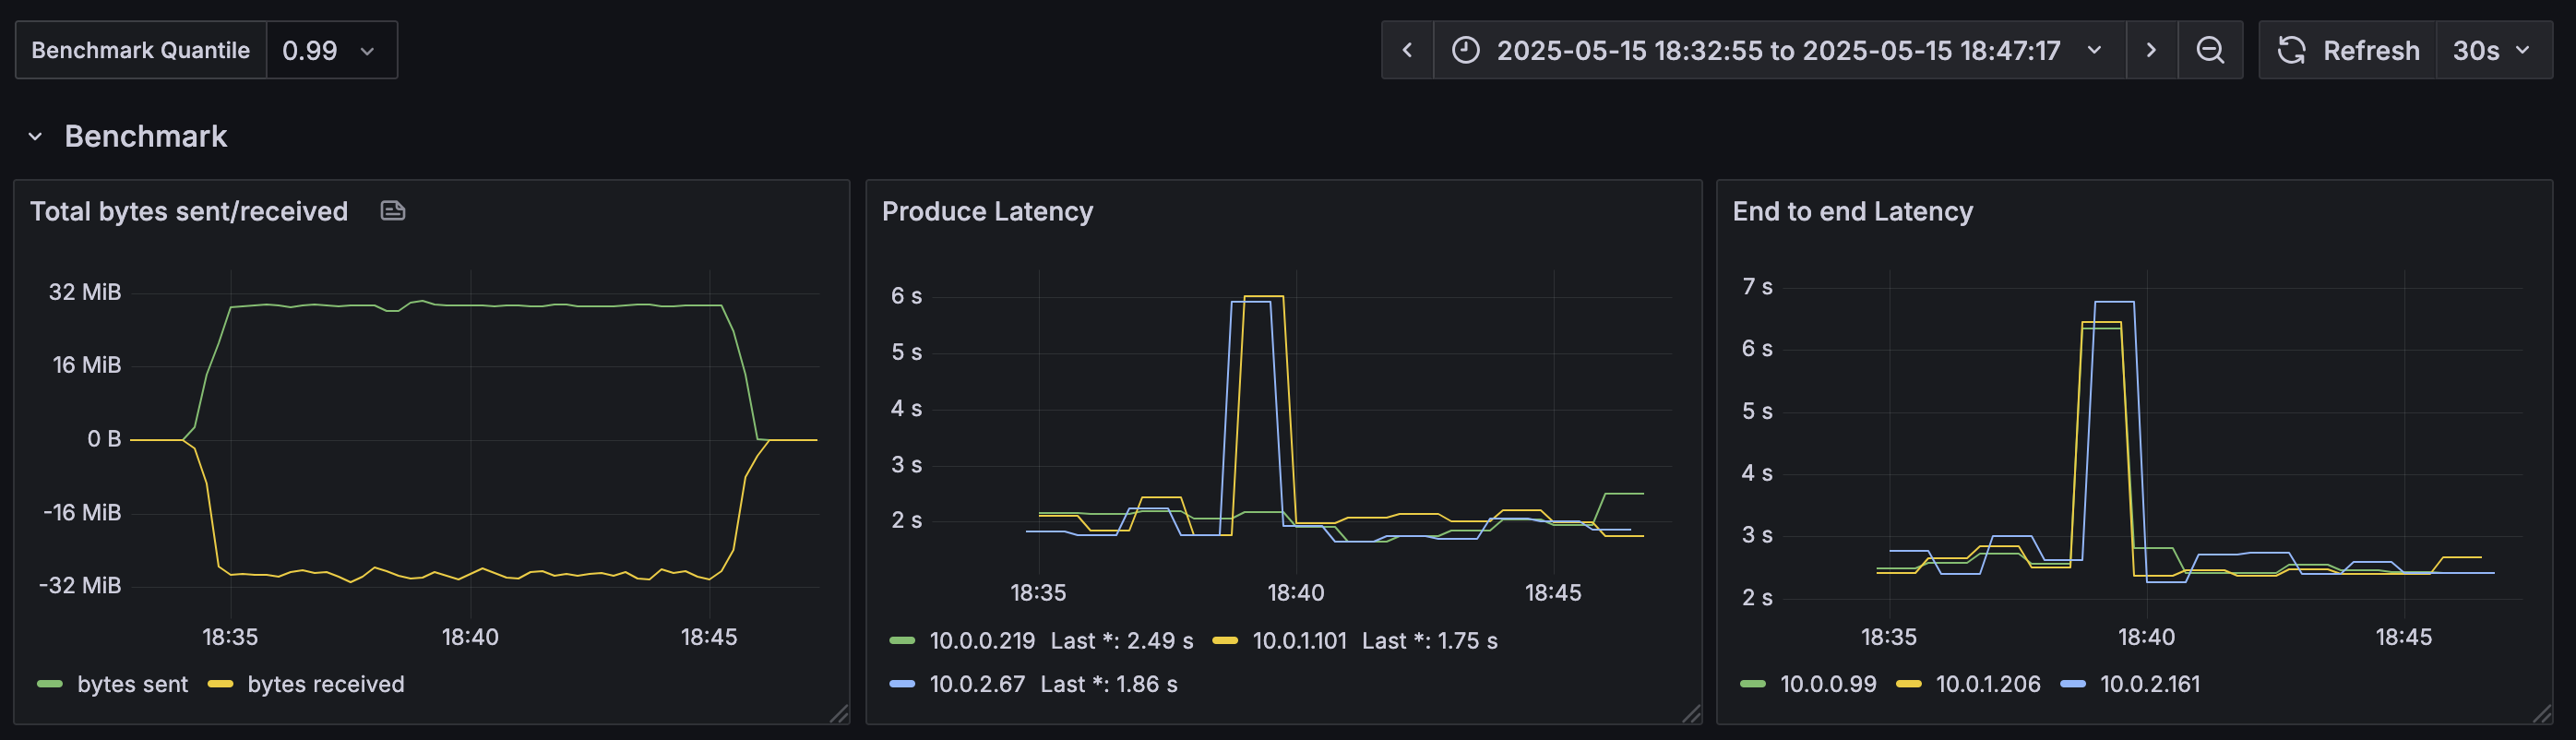 Benchmark Quantile 0.99
2025-05-15 18:32:55 to 2025-05-15 18:47:17
Refresh 30s
Benchmark
Total bytes sent/received
32 MiB
16 MiB
0 B
-16 MiB
-32 MiB
18:35 18:40 18:45
bytes sent bytes received
Produce Latency
6 s
5 s
4 s
3 s
2 s
18:35 18:40 18:45
10.0.0.219 Last *: 2.49 s 10.0.1.101 Last *: 1.75 s
10.0.2.67 Last *: 1.86 s
End to end Latency
7 s
6 s
5 s
4 s
3 s
2 s
18:35 18:40 18:45
10.0.0.99 10.0.1.206 10.0.2.161